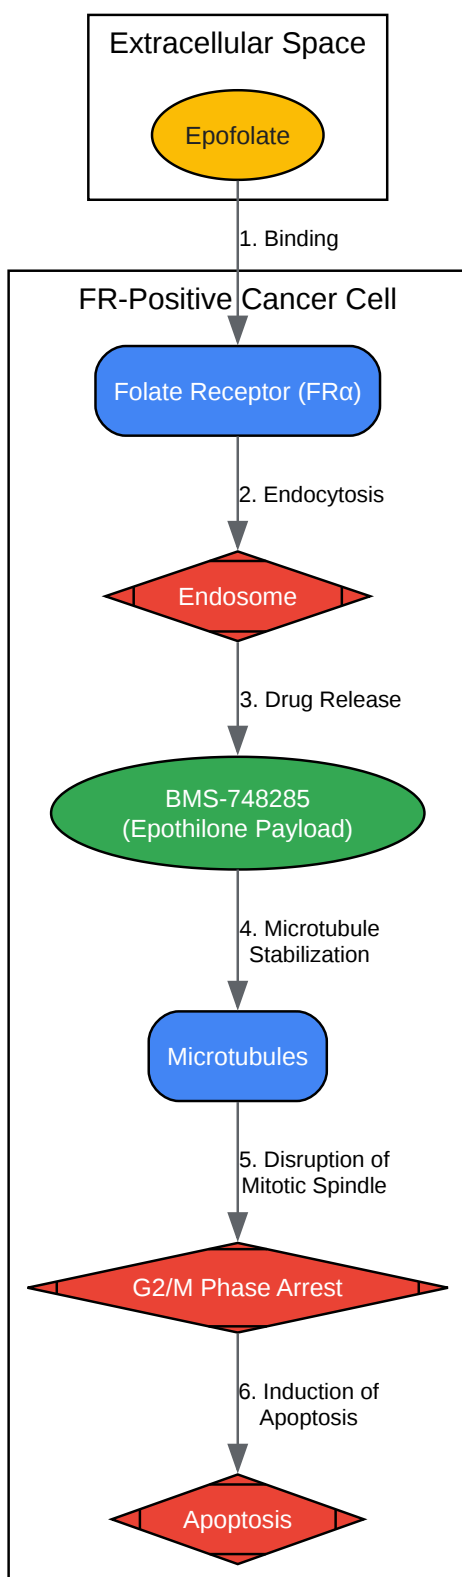 Extracellular Space
Epofolate
1. Binding
FR-Positive Cancer Cell
Folate Receptor (FRα)
2. Endocytosis
Endosome
3. Drug Release
BMS-748285
(Epothilone Payload)
4. Microtubule
Stabilization
Microtubules
5. Disruption of
Mitotic Spindle
G2/M Phase Arrest
6. Induction of
Apoptosis
Apoptosis